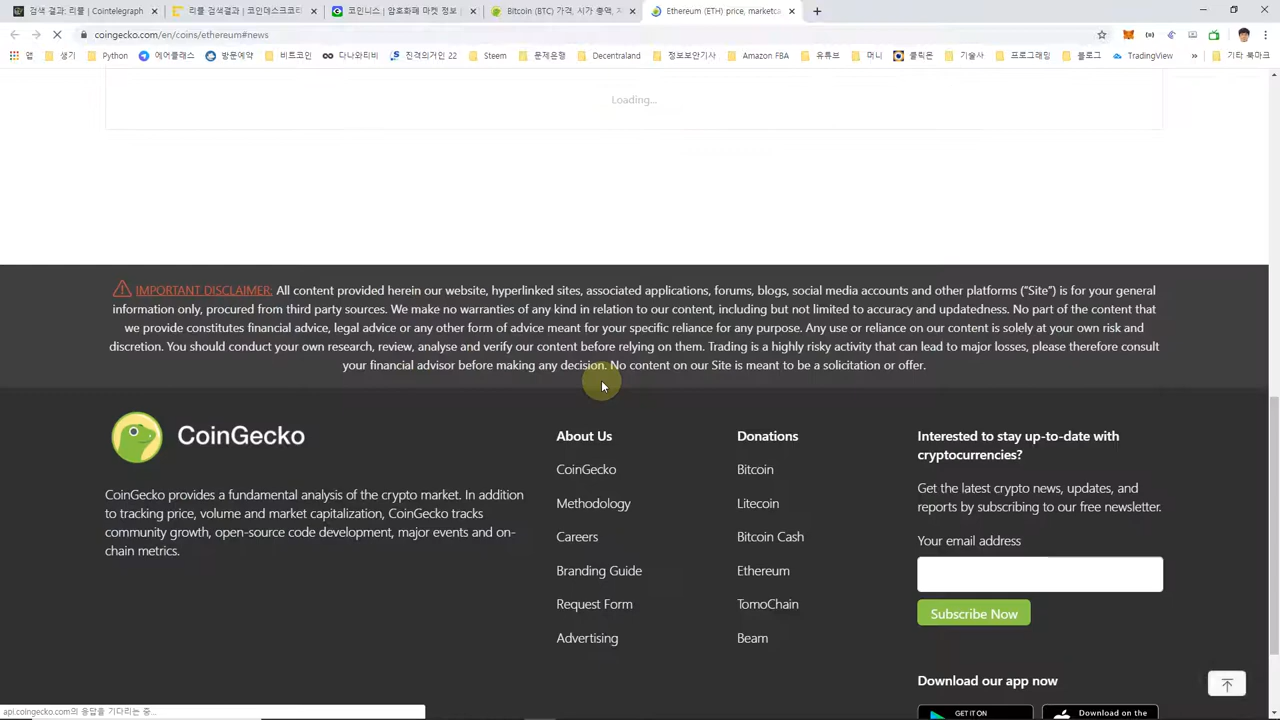 검색 결과: 리플 | Cointelegraph
리플 검색결과 | 코인데스크코리
코인니스 | 암호화폐 마켓 정보
Bitcoin (BTC) 가격, 시가 총액, 차
Ethereum (ETH) price, marketca
coingecko.com/en/coins/ethereum#news
앱
생기
Python
에어클래스
방문예약
비트코인
다나와리비
진격의거인 22
Steem
문제은행
Decentraland
정보보안기사
Amazon FBA
유튜브
머니
클릭몬
기술사
프로그래밍
블로그
TradingView
»
기타 북마크
Loading...
IMPORTANT DISCLAIMER: All content provided herein our website, hyperlinked sites, associated applications, forums, blogs, social media accounts and other platforms (“Site”) is for your general
information only, procured from third party sources. We make no warranties of any kind in relation to our content, including but not limited to accuracy and updatedness. No part of the content that
we provide constitutes financial advice, legal advice or any other form of advice meant for your specific reliance for any purpose. Any use or reliance on our content is solely at your own risk and
discretion. You should conduct your own research, review, analyse and verify our content before relying on them. Trading is a highly risky activity that can lead to major losses, please therefore consult
your financial advisor before making any decision. No content on our Site is meant to be a solicitation or offer.
CoinGecko
CoinGecko provides a fundamental analysis of the crypto market. In addition
to tracking price, volume and market capitalization, CoinGecko tracks
community growth, open-source code development, major events and on-
chain metrics.
About Us
CoinGecko
Methodology
Careers
Branding Guide
Request Form
Advertising
Donations
Bitcoin
Litecoin
Bitcoin Cash
Ethereum
TomoChain
Beam
Interested to stay up-to-date with
cryptocurrencies?
Get the latest crypto news, updates, and
reports by subscribing to our free newsletter.
Your email address
Subscribe Now
Download our app now
GET IT ON
Download on the
api.coingecko.com의 응답을 기다리는 중...